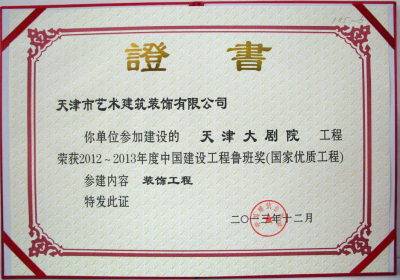 證書
天津市艺术建筑装饰有限公司
你单位参加建设的 天津大剧院 工程
荣获2012~2013年度中国建设工程鲁班奖(国家优质工程)
参建内容 装饰工程
特发此证
二〇一三年十二月